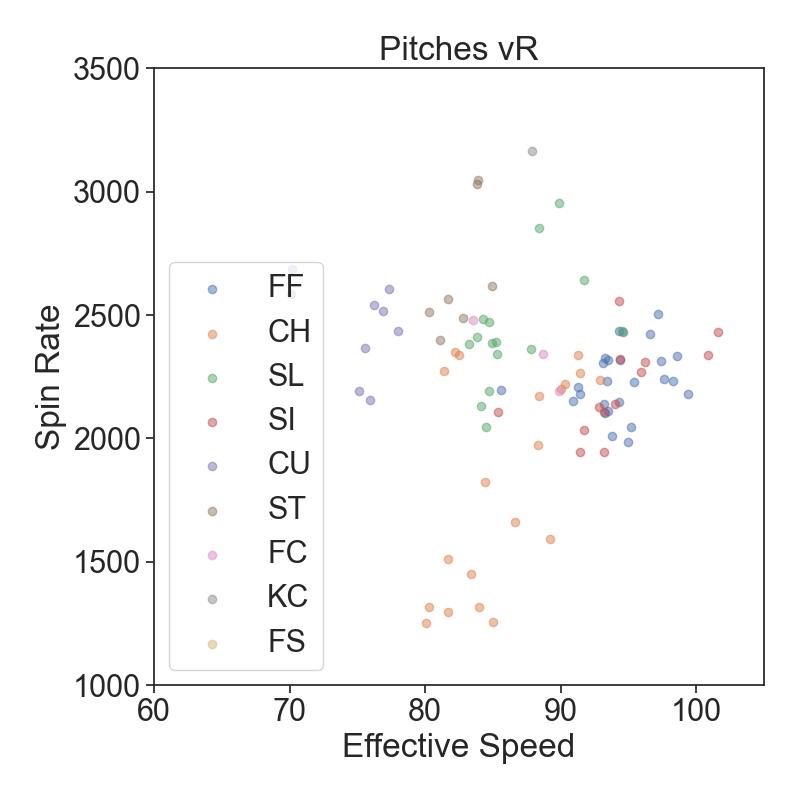 Pitches vR
Spin Rate
3500
3000
2500
2000
1500
1000
FF
CH
SL
SI
CU
ST
FC
KC
FS
60 70 80 90 100
Effective Speed